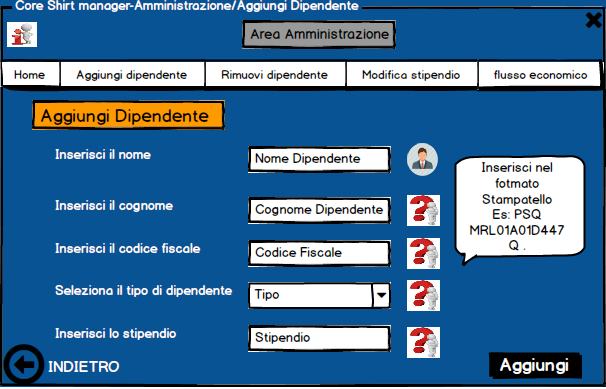 Core Shirt manager-Amministrazione/Aggiungi Dipendente
Area Amministrazione
Home
Aggiungi dipendente
Rimuovi dipendente
Modifica stipendio
flusso economico
Aggiungi Dipendente
Inserisci il nome
Nome Dipendente
Inserisci nel
fotmato
Stampatello
Es: PSQ
MRL01A01D447
Q .
Inserisci il cognome
Cognome Dipendente
Inserisci il codice fiscale
Codice Fiscale
Seleziona il tipo di dipendente
Tipo
Inserisci lo stipendio
Stipendio
INDIETRO
Aggiungi